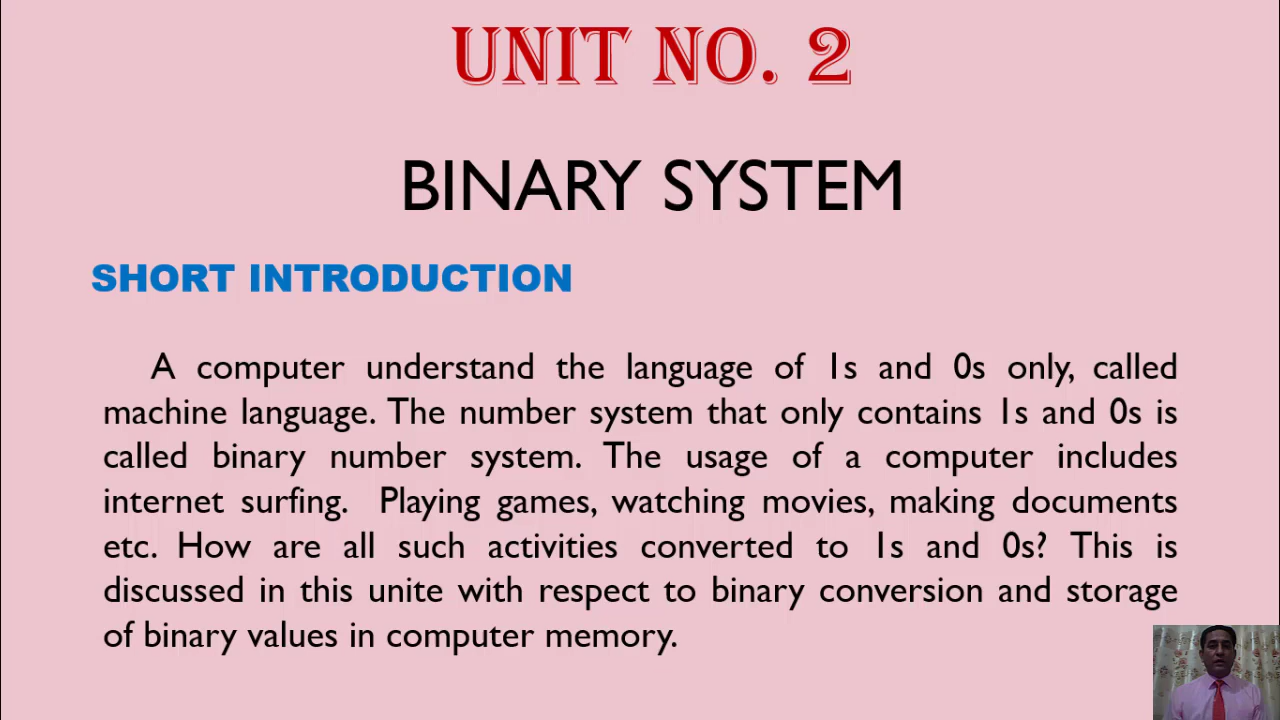 UNIT NO. 2
BINARY SYSTEM
SHORT INTRODUCTION
A computer understand the language of 1s and 0s only, called
machine language. The number system that only contains 1s and 0s is
called binary number system. The usage of a computer includes
internet surfing. Playing games, watching movies, making documents
etc. How are all such activities converted to 1s and 0s? This is
discussed in this unite with respect to binary conversion and storage
of binary values in computer memory.